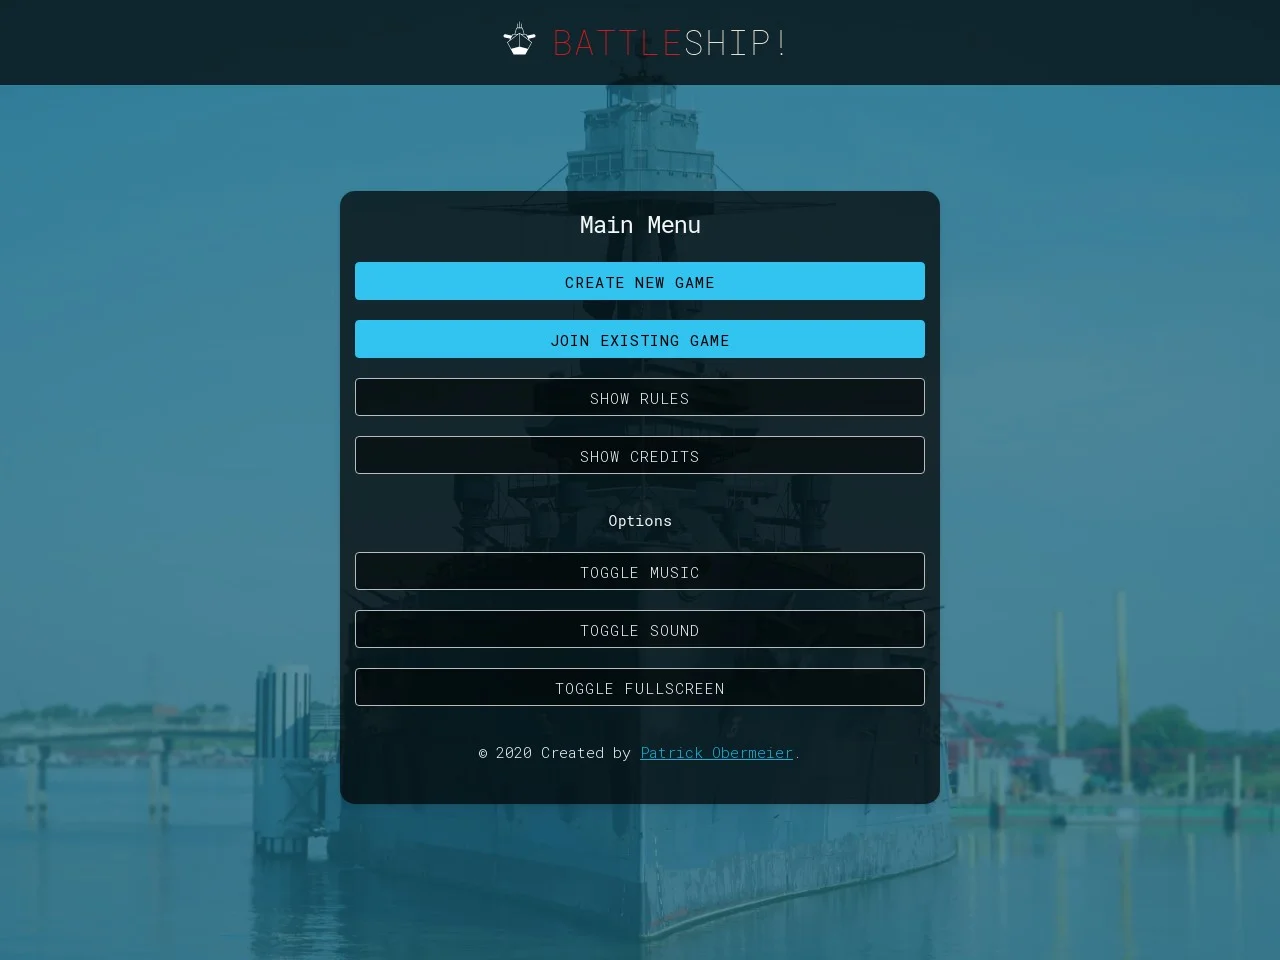 BATTLESHIP!
Main Menu
CREATE NEW GAME
JOIN EXISTING GAME
SHOW RULES
SHOW CREDITS
Options
TOGGLE MUSIC
TOGGLE SOUND
TOGGLE FULLSCREEN
© 2020 Created by Patrick Obermeier.